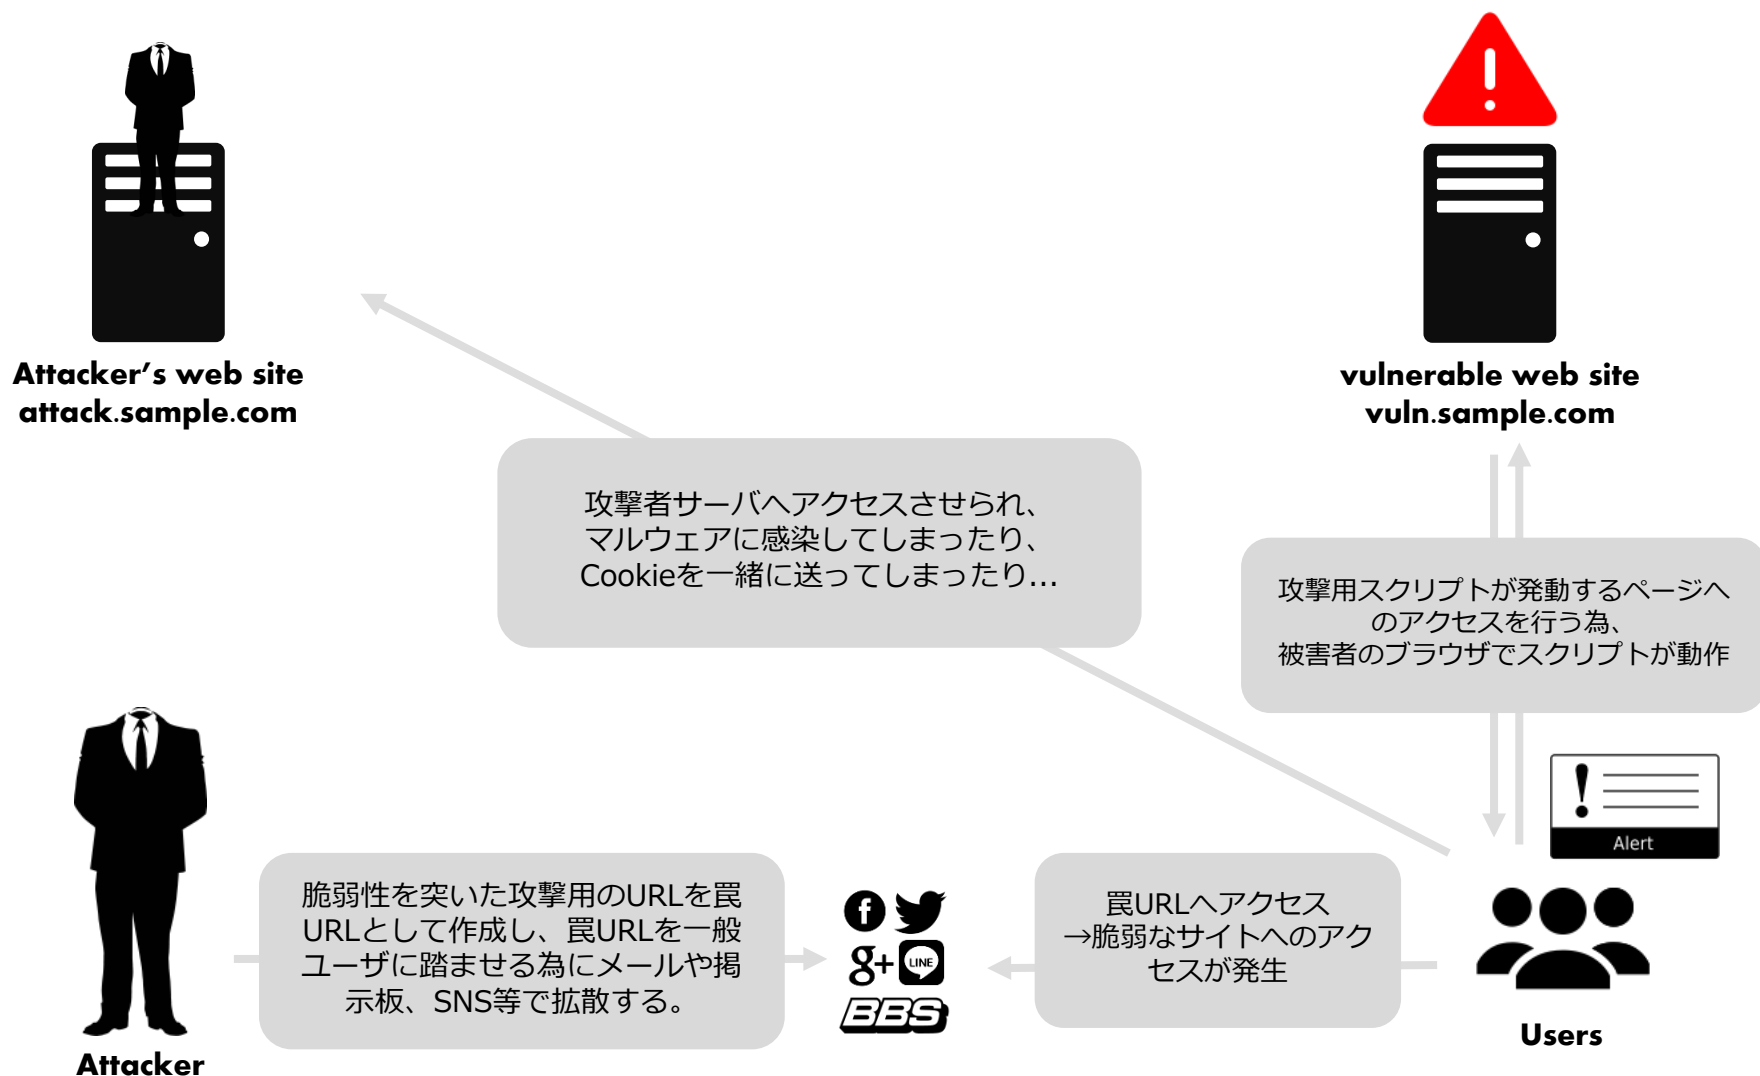 Attacker's web site
attack.sample.com
vulnerable web site
vuln.sample.com
攻撃者サーバへアクセスさせられ、
マルウェアに感染してしまったり、
Cookieを一緒に送ってしまったり…
攻撃用スクリプトが発動するページへ
のアクセスを行う為、
被害者のブラウザでスクリプトが動作
Alert
脆弱性を突いた攻撃用のURLを罠
URLとして作成し、罠URLを一般
ユーザに踏ませる為にメールや掲
示板、SNS等で拡散する。
f
g+
LINE
BBS
罠URLへアクセス
→脆弱なサイトへのアク
セスが発生
Users
Attacker